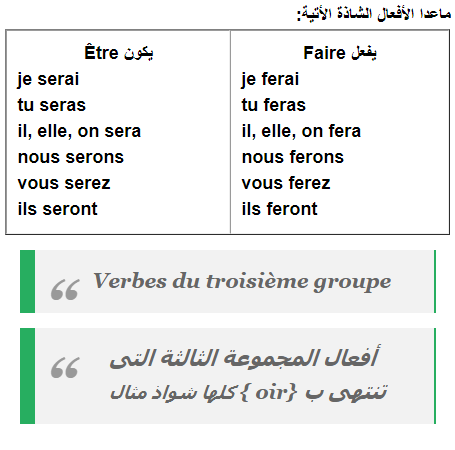 ماعدا الأفعال الشاذة الأتية:
Être يكون
je serai
tu seras
il, elle, on sera
nous serons
vous serez
ils seront
Faire يفعل
je ferai
tu feras
il, elle, on fera
nous ferons
vous ferez
ils feront
Verbes du troisième groupe
أفعال المجموعة الثالثة التى
تنتهى ب {oir } كلها شواذ مثال